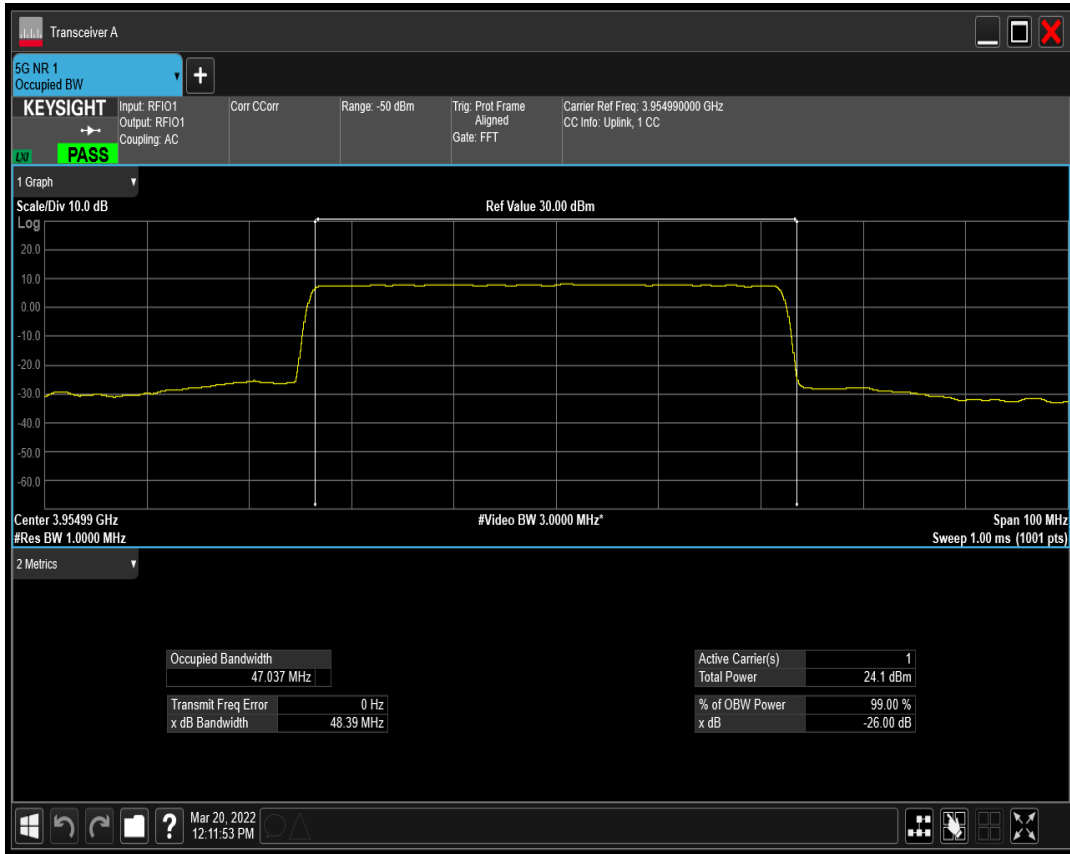 Transceiver A
5G NR 1
Occupied BW
+
KEYSIGHT
LXI
PASS
Input: RFIO1
Output: RFIO1
Coupling: AC
Corr CCorr
Range: -50 dBm
Trig: Prot Frame
Aligned
Gate: FFT
Carrier Ref Freq: 3.954990000 GHz
CC Info: Uplink, 1 CC
1 Graph
Scale/Div 10.0 dB
Ref Value 30.00 dBm
Log
20.0
10.0
0.00
-10.0
-20.0
-30.0
-40.0
-50.0
-60.0
Center 3.95499 GHz
#Video BW 3.0000 MHz*
Span 100 MHz
#Res BW 1.0000 MHz
Sweep 1.00 ms (1001 pts)
2 Metrics
Occupied Bandwidth
47.037 MHz
Transmit Freq Error 0 Hz
x dB Bandwidth 48.39 MHz
Active Carrier(s) 1
Total Power 24.1 dBm
% of OBW Power 99.00 %
x dB -26.00 dB
?
Mar 20, 2022
12:11:53 PM